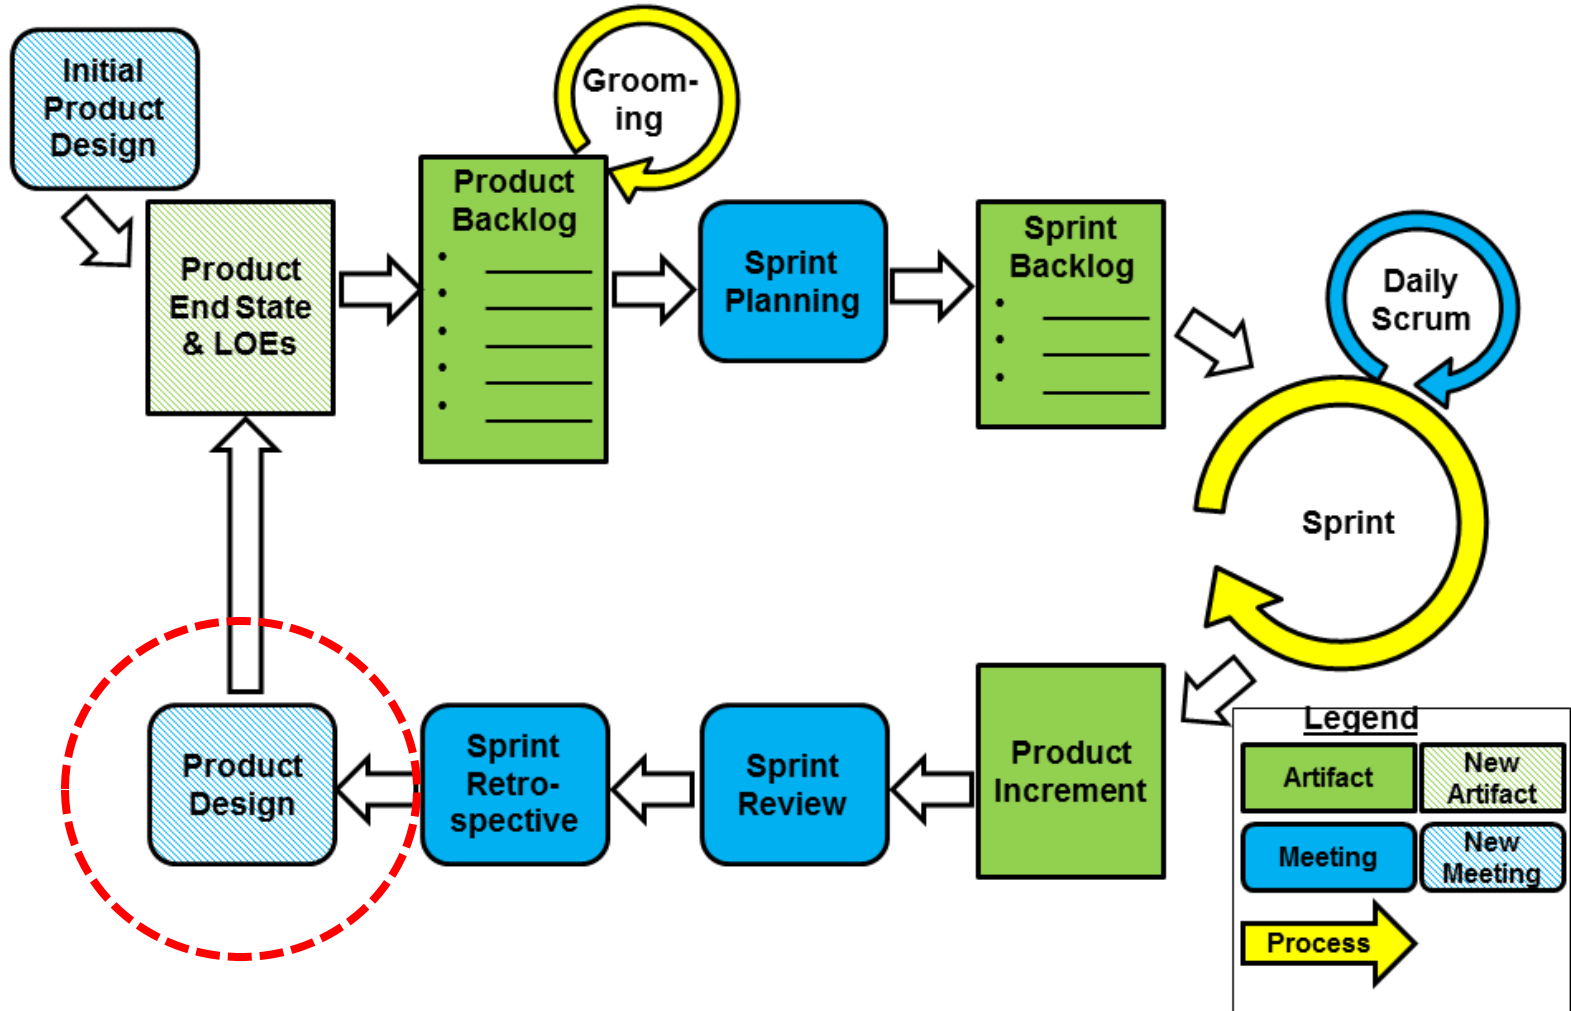 Initial
Product
Design
Product
End State
& LOEs
Product
Backlog
Groom-
ing
Sprint
Planning
Sprint
Backlog
Daily
Scrum
Sprint
Product
Increment
Sprint
Review
Sprint
Retro-
spective
Product
Design
Legend
Artifact
New
Artifact
Meeting
New
Meeting
Process